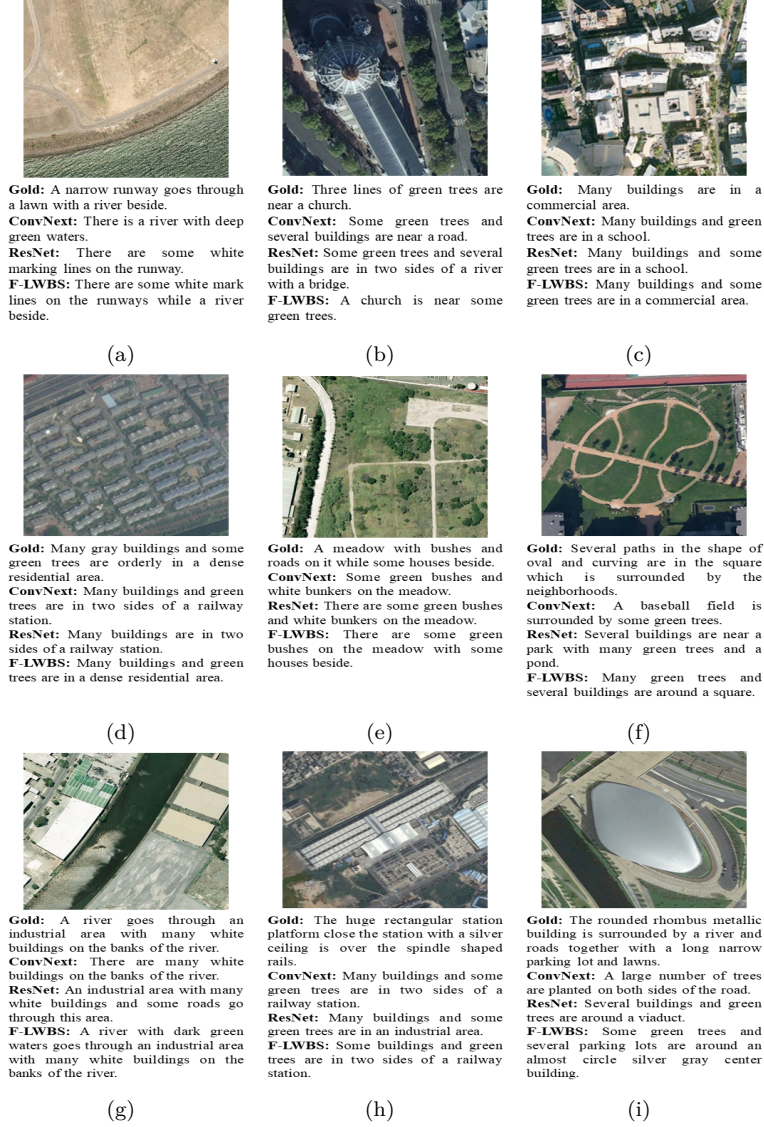 Gold: A narrow runway goes through
a lawn with a river beside.
ConvNext: There is a river with deep
green waters.
ResNet: There are some white
marking lines on the runway.
F-LWBS: There are some white mark
lines on the runways while a river
beside.
(a)
Gold: Three lines of green trees are
near a church.
ConvNext: Some green trees and
several buildings are near a road.
ResNet: Some green trees and several
buildings are in two sides of a river
with a bridge.
F-LWBS: A church is near some
green trees.
(b)
Gold: Many buildings are in a
commercial area.
ConvNext: Many buildings and green
trees are in a school.
ResNet: Many buildings and some
green trees are in a school.
F-LWBS: Many buildings and some
green trees are in a commercial area.
(c)
Gold: Many gray buildings and some
green trees are orderly in a dense
residential area.
ConvNext: Many buildings and green
trees are in two sides of a railway
station.
ResNet: Many buildings are in two
sides of a railway station.
F-LWBS: Many buildings and green
trees are in a dense residential area.
(d)
Gold: A meadow with bushes and
roads on it while some houses beside.
ConvNext: Some green bushes and
white bunkers on the meadow.
ResNet: There are some green bushes
and white bunkers on the meadow.
F-LWBS: There are some green
bushes on the meadow with some
houses beside.
(e)
Gold: Several paths in the shape of
oval and curving are in the square
which is surrounded by the
neighborhoods.
ConvNext: A baseball field is
surrounded by some green trees.
ResNet: Several buildings are near a
park with many green trees and a
pond.
F-LWBS: Many green trees and
several buildings are around a square.
(f)
Gold: A river goes through an
industrial area with many white
buildings on the banks of the river.
ConvNext: There are many white
buildings on the banks of the river.
ResNet: An industrial area with many
white buildings and some roads go
through this area.
F-LWBS: A river with dark green
waters goes through an industrial area
with many white buildings on the
banks of the river.
(g)
Gold: The huge rectangular station
platform close the station with a silver
ceiling is over the spindle shaped
rails.
ConvNext: Many buildings and some
green trees are in two sides of a
railway station.
ResNet: Many buildings and some
green trees are in an industrial area.
F-LWBS: Some buildings and green
trees are in two sides of a railway
station.
(h)
Gold: The rounded rhombus metallic
building is surrounded by a river and
roads together with a long narrow
parking lot and lawns.
ConvNext: A large number of trees
are planted on both sides of the road.
ResNet: Several buildings and green
trees are around a viaduct.
F-LWBS: Some green trees and
several parking lots are around an
almost circle silver gray center
building.
(i)